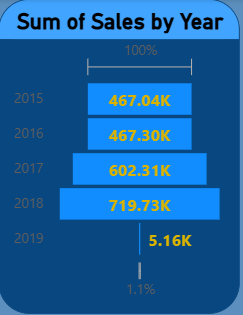 Sum of Sales by Year
100%
2015 467.04K
2016 467.30K
2017 602.31K
2018 719.73K
2019 5.16K
1.1%